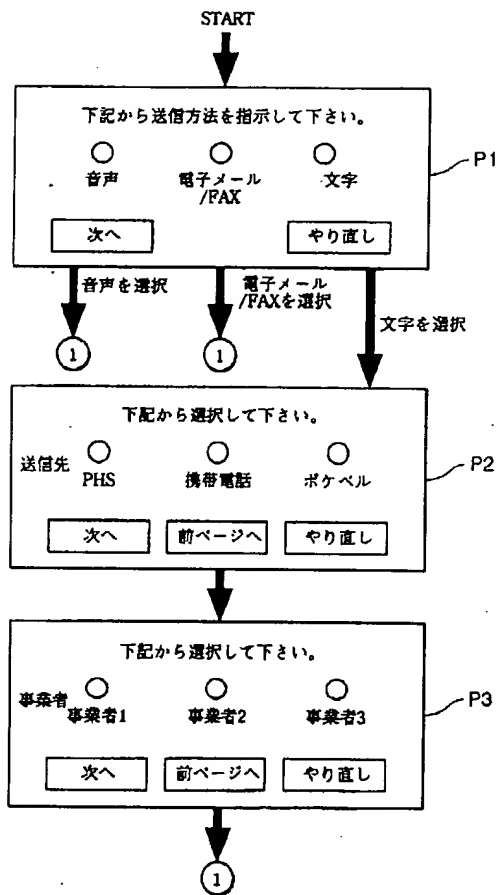 START
下記から送信方法を指示して下さい。
音声
電子メール
/FAX
文字
P1
次へ
やり直し
音声を選択
電子メール
/FAXを選択
文字を選択
1
1
下記から選択して下さい。
送信先
PHS
携帯電話
ポケベル
P2
次へ
前ページへ
やり直し
下記から選択して下さい。
事業者
事業者1
事業者2
事業者3
P3
次へ
前ページへ
やり直し
1